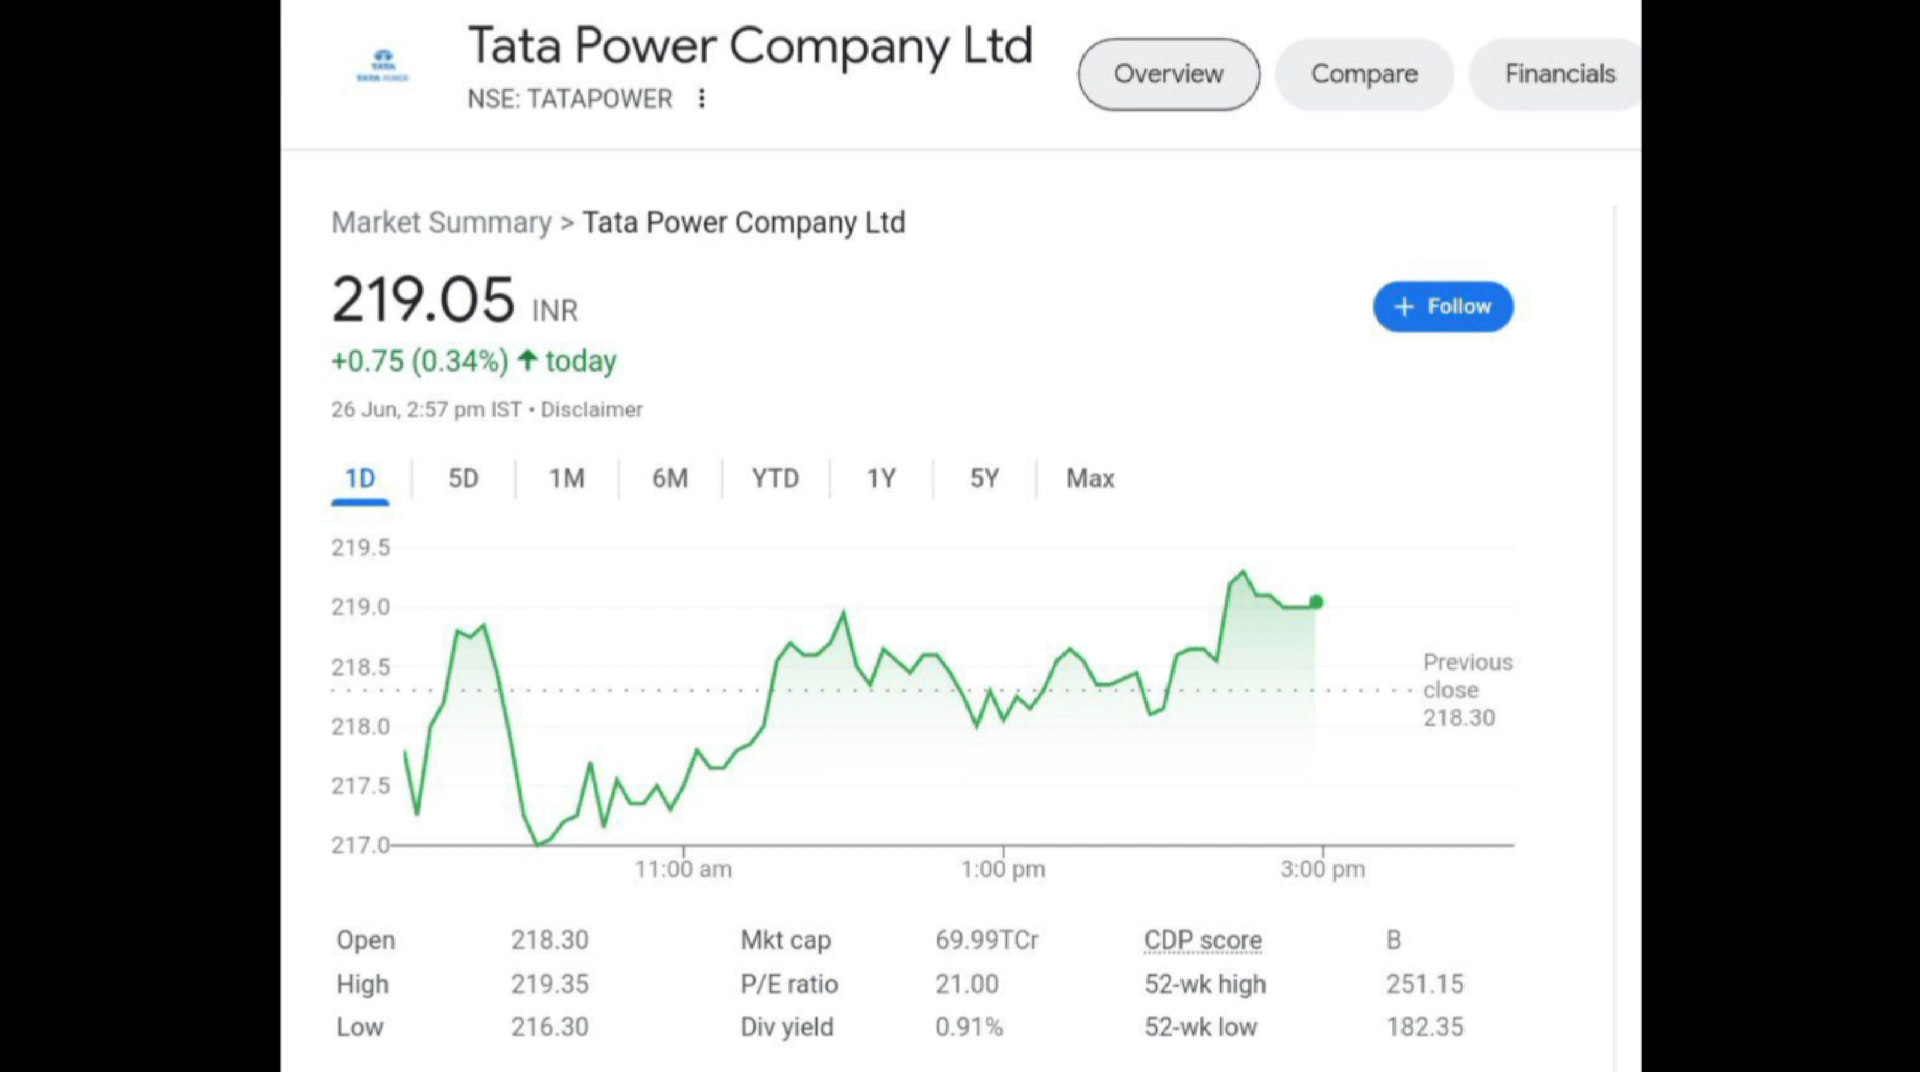 TATA
TATA POWER
Tata Power Company Ltd
NSE: TATAPOWER
Overview
Compare
Financials
Market Summary > Tata Power Company Ltd
219.05 INR
+ Follow
+0.75 (0.34%) ↑ today
26 Jun, 2:57 pm IST • Disclaimer
1D 5D 1M 6M YTD 1Y 5Y Max
219.5
219.0
218.5
218.0
217.5
217.0
Previous
close
218.30
11:00 am 1:00 pm 3:00 pm
Open 218.30 Mkt cap 69.99TCr CDP score B
High 219.35 P/E ratio 21.00 52-wk high 251.15
Low 216.30 Div yield 0.91% 52-wk low 182.35